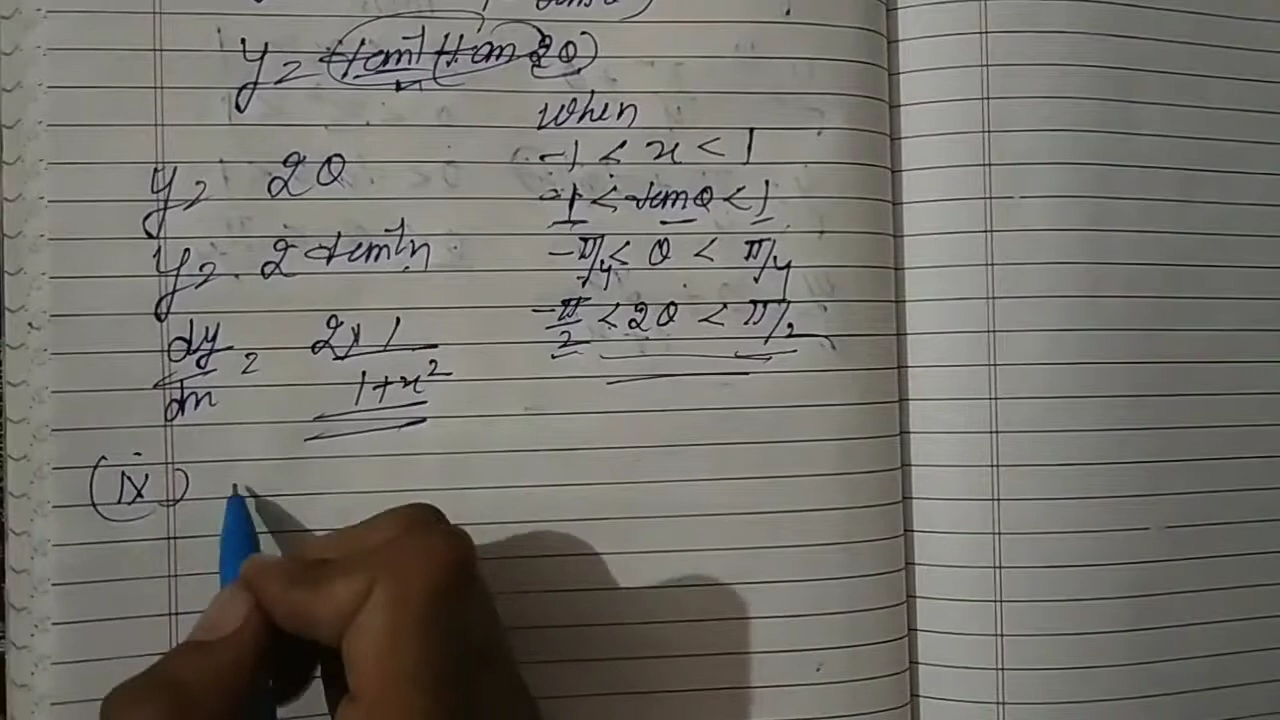 y = tan⁻¹(tan 2θ)
when
-1 < x < 1
y = 2θ
-1 < tanθ < 1
y = 2 tan⁻¹x
-π/4 < θ < π/4
-π/2 < 2θ < π/2
dy/dx = 2×1/1+x²
(ix)